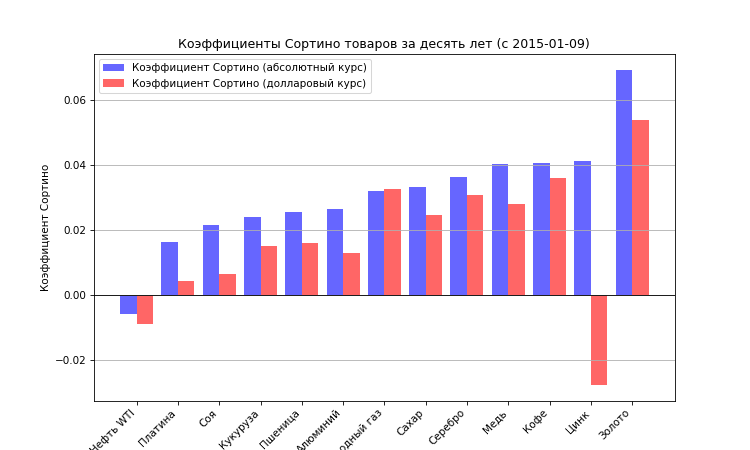 Коэффициенты Сортино товаров за десять лет (с 2015-01-09)
Коэффициент Сортино (абсолютный курс)
Коэффициент Сортино (долларовый курс)
Коэффициент Сортино
0.06
0.04
0.02
0.00
−0.02
Нефть WTI
Платина
Соя
Кукуруза
Пшеница
Алюминий
газ
Сахар
Серебро
Медь
Кофе
Цинк
Золото